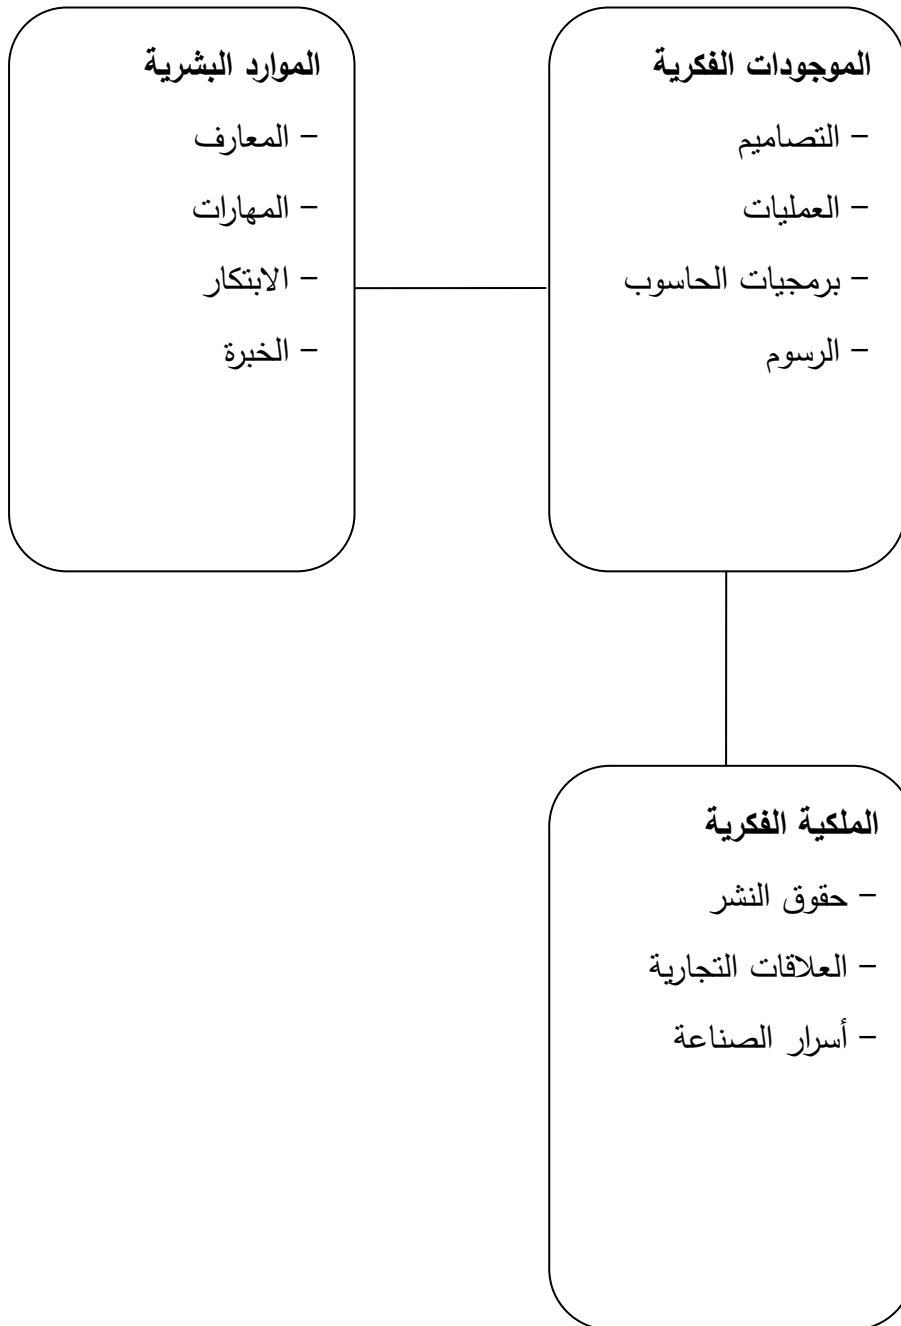 الموجودات الفكرية
– التصاميم
– العمليات
– برمجيات الحاسوب
– الرسوم
الموارد البشرية
– المعارف
– المهارات
– الابتكار
– الخبرة
الملكية الفكرية
– حقوق النشر
– العلاقات التجارية
– أسرار الصناعة